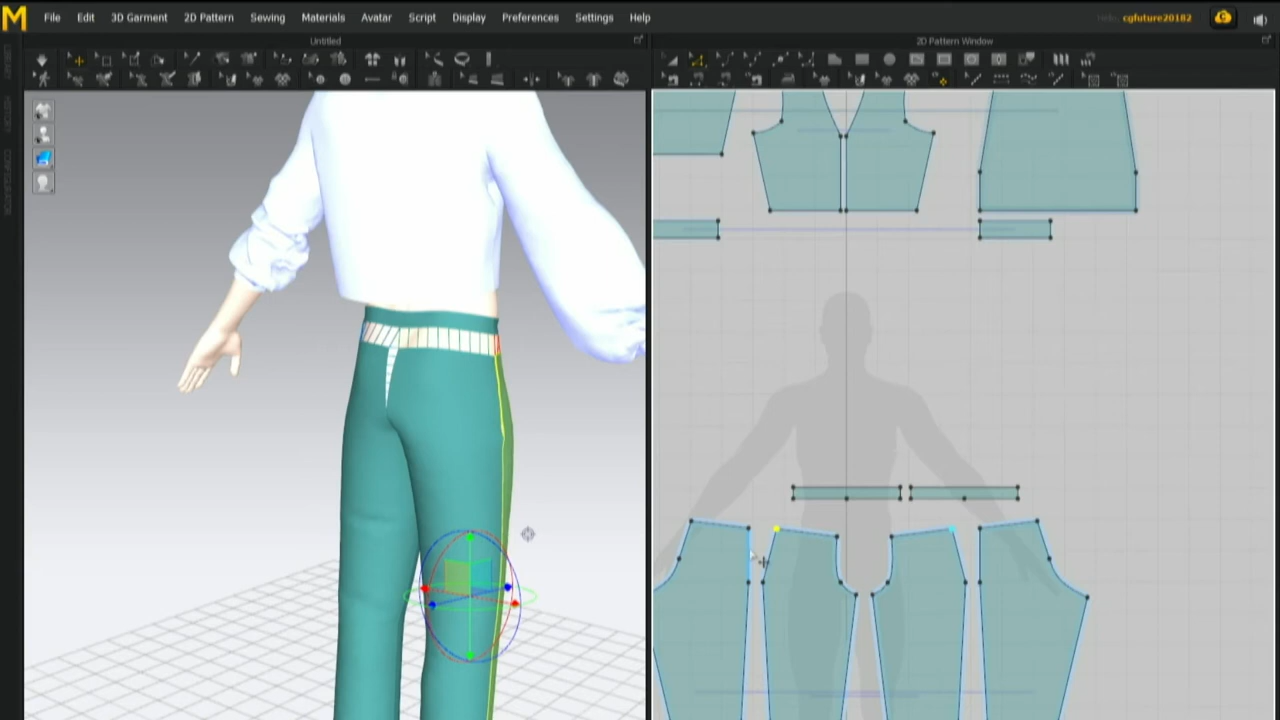 M File Edit 3D Garment 2D Pattern Sewing Materials Avatar Script Display Preferences Settings Help cgfuture20182
Untitled 2D Pattern Window
HISTORY